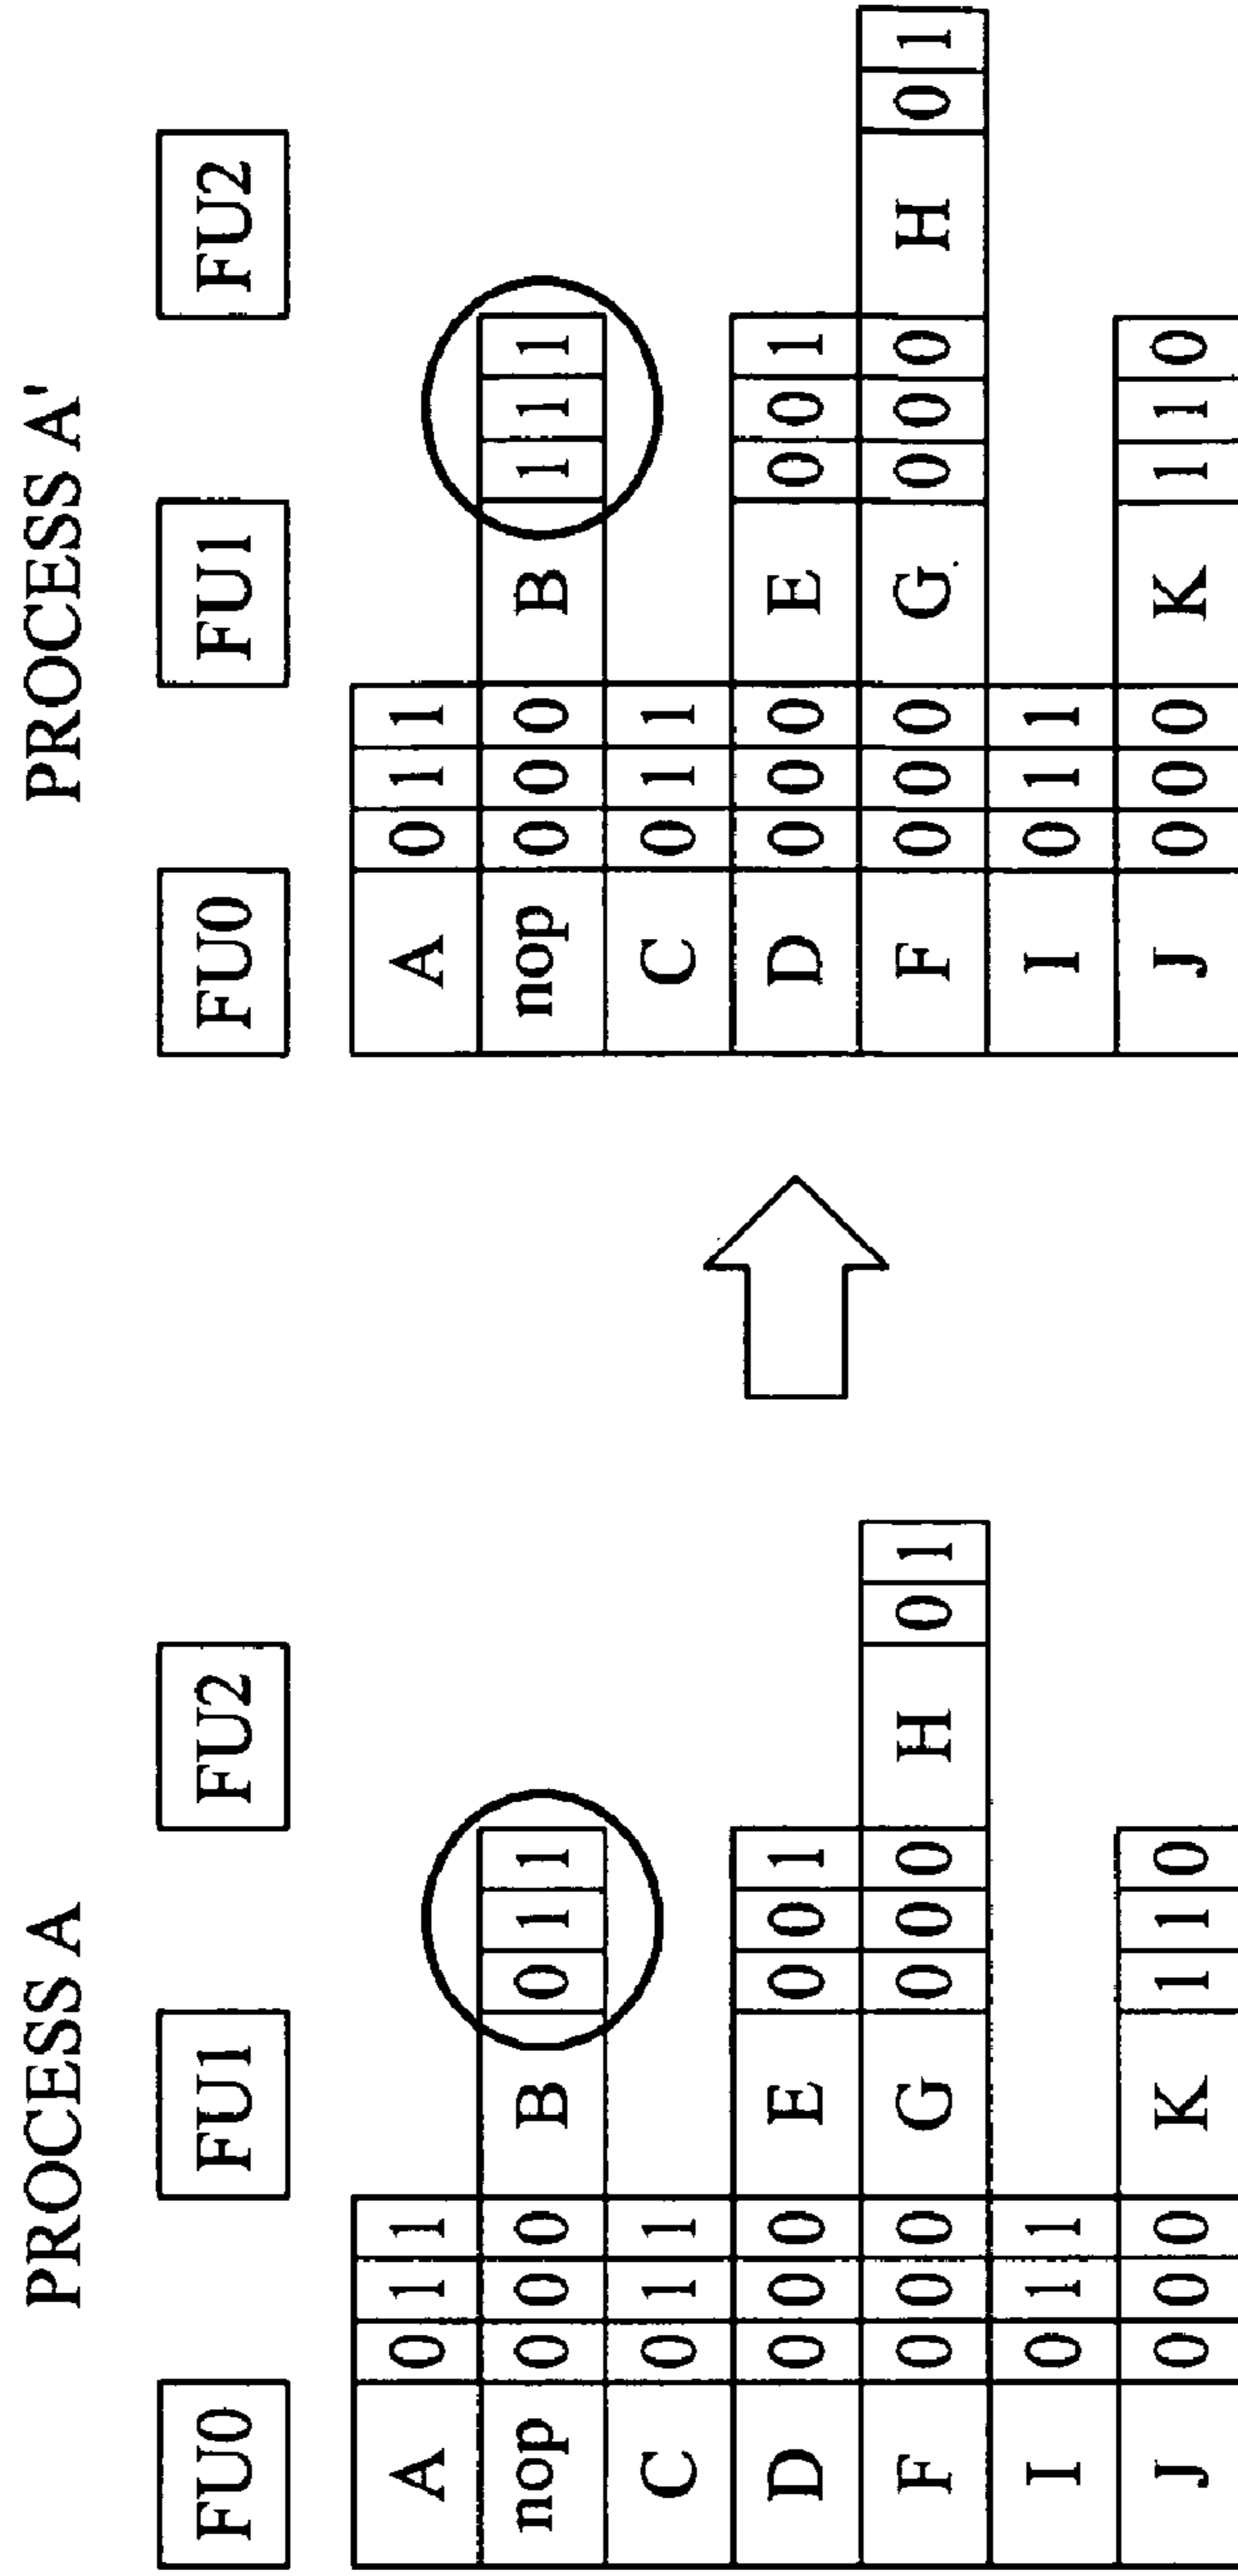 PROCESS A
FU0 FU1 FU2
A 0 1 1
nop 0 0 0 B 0 1 1
C 0 1 1
D 0 0 0 E 0 0 1
F 0 0 0 G 0 0 0 H 0 1
I 0 1 1
J 0 0 0 K 1 1 0
PROCESS A'
FU0 FU1 FU2
A 0 1 1
nop 0 0 0 B 1 1 1
C 0 1 1
D 0 0 0 E 0 0 1
F 0 0 0 G 0 0 0 H 0 1
I 0 1 1
J 0 0 0 K 1 1 0